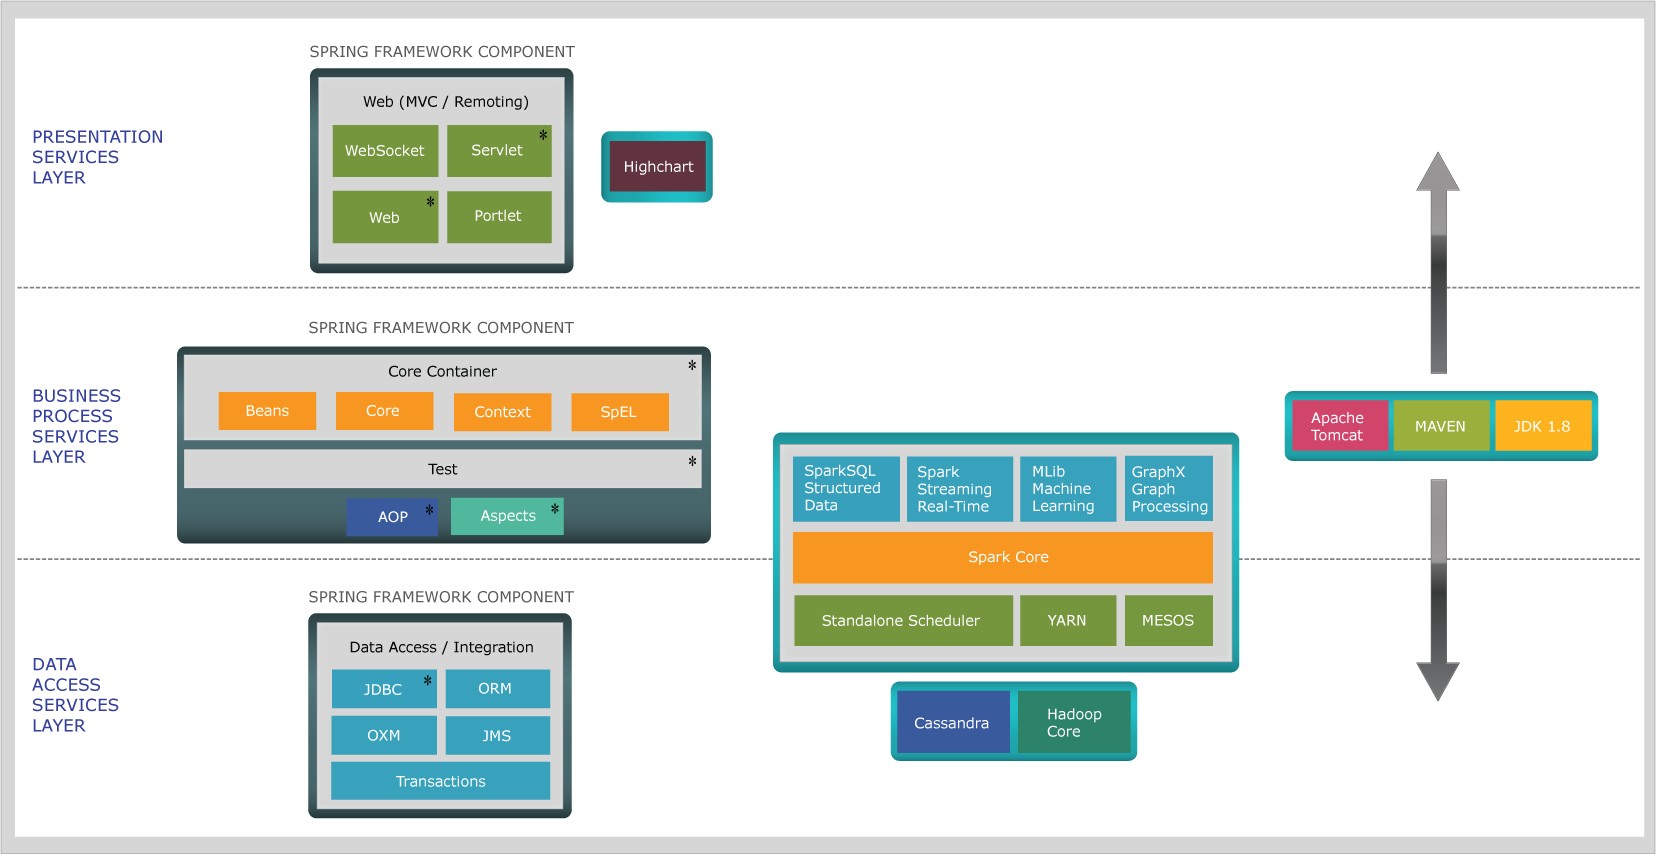 SPRING FRAMEWORK COMPONENT
Web (MVC / Remoting)
PRESENTATION
SERVICES
LAYER
WebSocket
Servlet *
Web *
Portlet
Highchart
SPRING FRAMEWORK COMPONENT
BUSINESS
PROCESS
SERVICES
LAYER
Core Container *
Beans
Core
Context
SpEL
Test *
AOP *
Aspects *
SparkSQL
Structured
Data
Spark
Streaming
Real-Time
MLib
Machine
Learning
GraphX
Graph
Processing
Spark Core
Standalone Scheduler
YARN
MESOS
Apache
Tomcat
MAVEN
JDK 1.8
SPRING FRAMEWORK COMPONENT
DATA
ACCESS
SERVICES
LAYER
Data Access / Integration
JDBC *
ORM
OXM
JMS
Transactions
Cassandra
Hadoop
Core